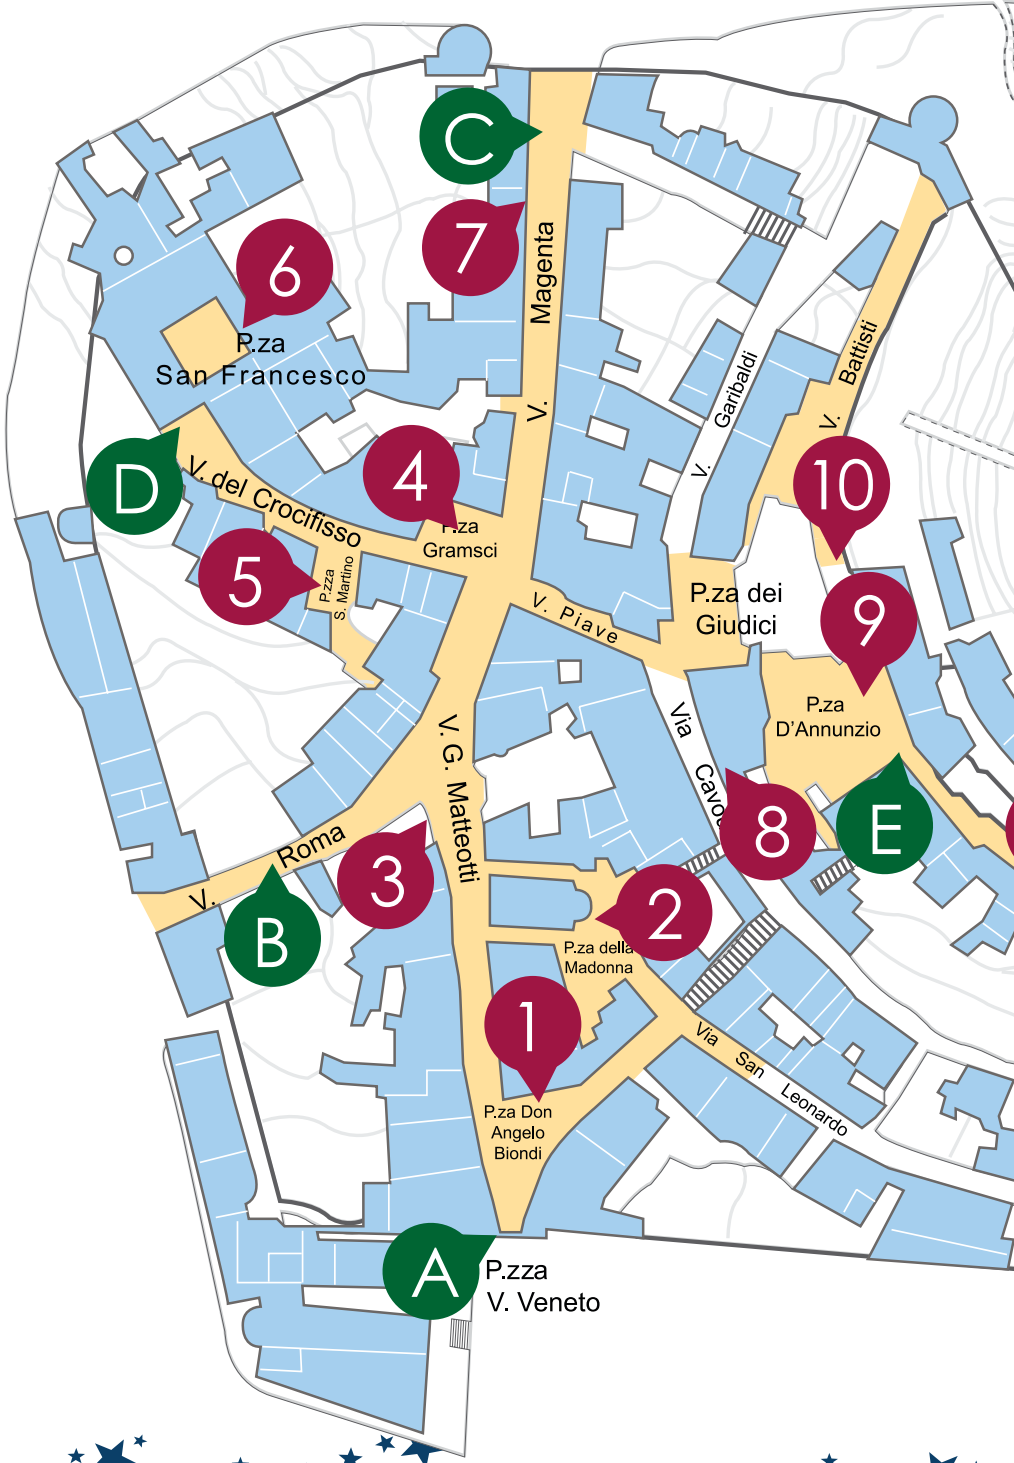 C
7
V. Magenta
6
P.za
San Francesco
V. Garibaldi
V. Battisti
D
V. del Crocifisso
4
P.za
Gramsci
10
5
P.zza
S. Martino
V. Piave
P.za dei
Giudici
9
P.za
D'Annunzio
Via
V. G. Matteotti
8
E
V. Roma
3
B
2
P.za della
Madonna
1
Via San Leonardo
P.za Don
Angelo
Biondi
A
P.zza
V. Veneto